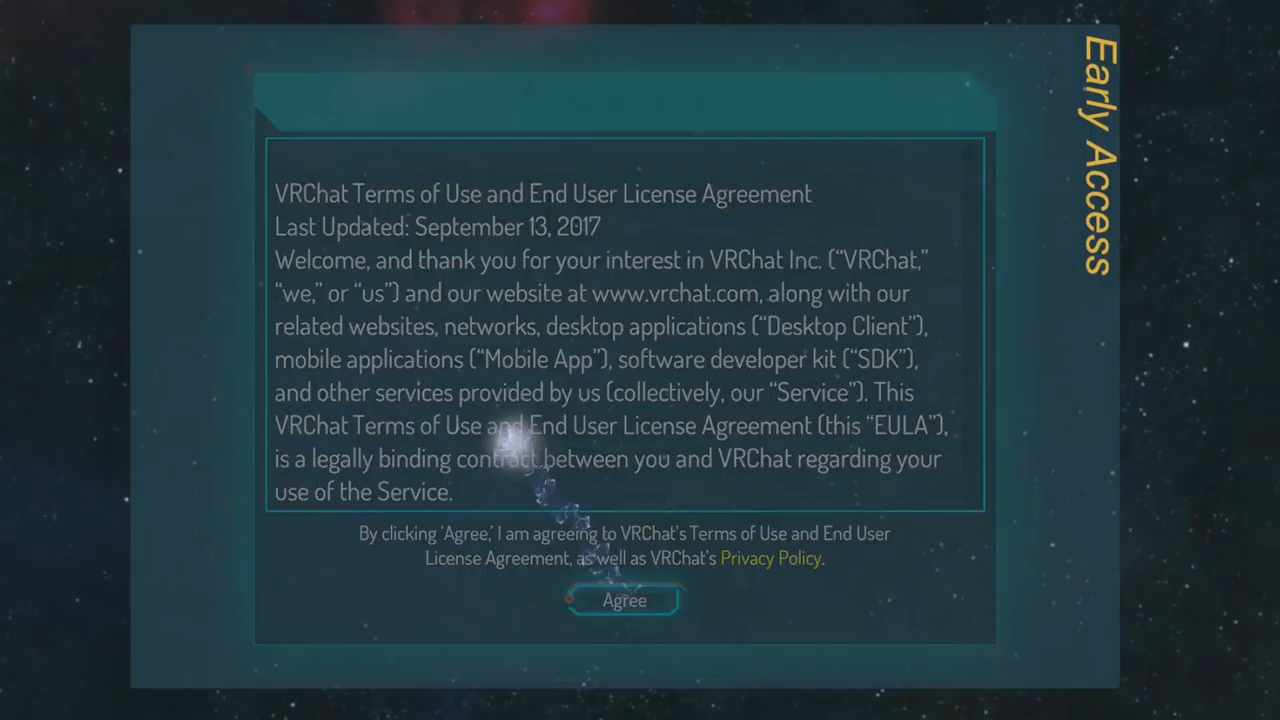 Early Access
VRChat Terms of Use and End User License Agreement
Last Updated: September 13, 2017
Welcome, and thank you for your interest in VRChat Inc. (“VRChat,”
“we,” or “us”) and our website at www.vrchat.com, along with our
related websites, networks, desktop applications (“Desktop Client”),
mobile applications (“Mobile App”), software developer kit (“SDK”),
and other services provided by us (collectively, our “Service”). This
VRChat Terms of Use and End User License Agreement (this “EULA”),
is a legally binding contract between you and VRChat regarding your
use of the Service.
By clicking ‘Agree,’ I am agreeing to VRChat’s Terms of Use and End User
License Agreement, as well as VRChat’s Privacy Policy.
Agree